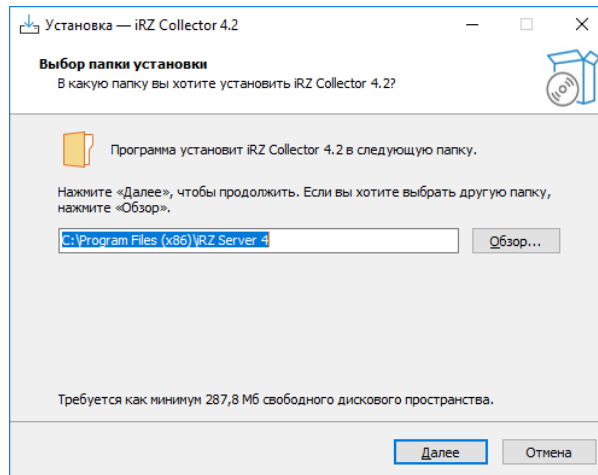 Установка — iRZ Collector 4.2
Выбор папки установки
В какую папку вы хотите установить iRZ Collector 4.2?
Программа установит iRZ Collector 4.2 в следующую папку.
Нажмите «Далее», чтобы продолжить. Если вы хотите выбрать другую папку,
нажмите «Обзор».
C:\Program Files (x86)\iRZ Server 4
Обзор...
Требуется как минимум 287,8 Мб свободного дискового пространства.
Далее
Отмена